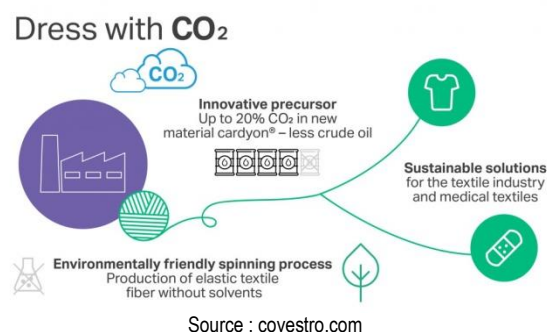 Dress with CO₂
CO₂
Innovative precursor
Up to 20% CO₂ in new
material cardyon® – less crude oil
Sustainable solutions
for the textile industry
and medical textiles
Environmentally friendly spinning process
Production of elastic textile
fiber without solvents
Source : covestro.com